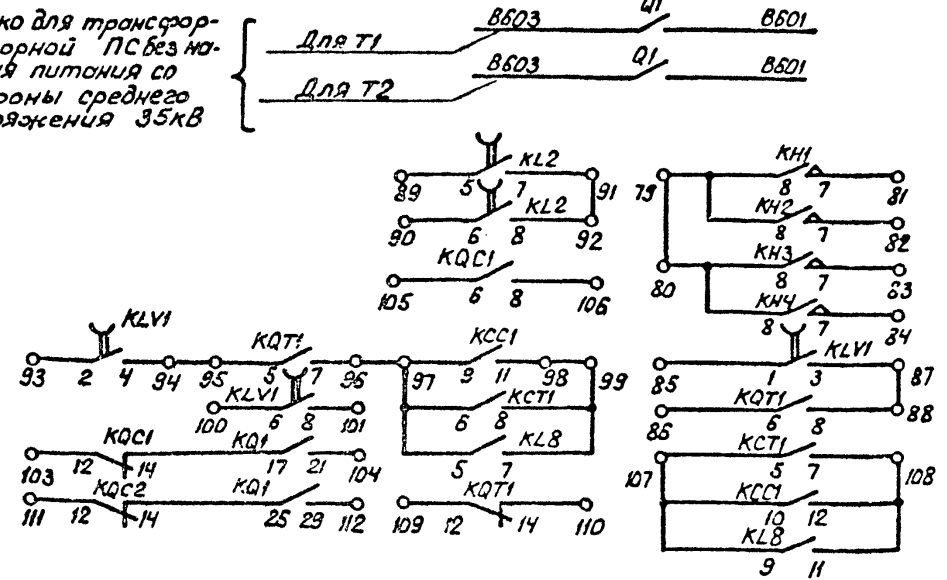 ко для трансфор-
орной ПС без на-
ия питания со
роны среднего
ряжения 35кВ
Для Т1 В603 Q1 В601
Для Т2 В603 Q1 В601
89 5 7 KL2 91
90 6 8 KL2 92
KQC1
105 6 8 106
79 KH1 8 7 81
KH2 8 7 82
80 KH3 8 7 83
KH4 8 7 84
KLV1 KQT1 KCC1
93 2 4 94 95 5 7 96 97 9 11 98 99
KLV1 KCT1
100 6 8 101 6 8
KQC1 KQ1 KL8
103 12 14 17 21 104 5 7
KQC2 KQ1 KQT1
111 12 14 25 29 112 109 12 14 110
85 1 3 KLV1 87
KQT1
86 6 8 88
KCT1
107 5 7 108
KCC1
10 12
KL8
9 11